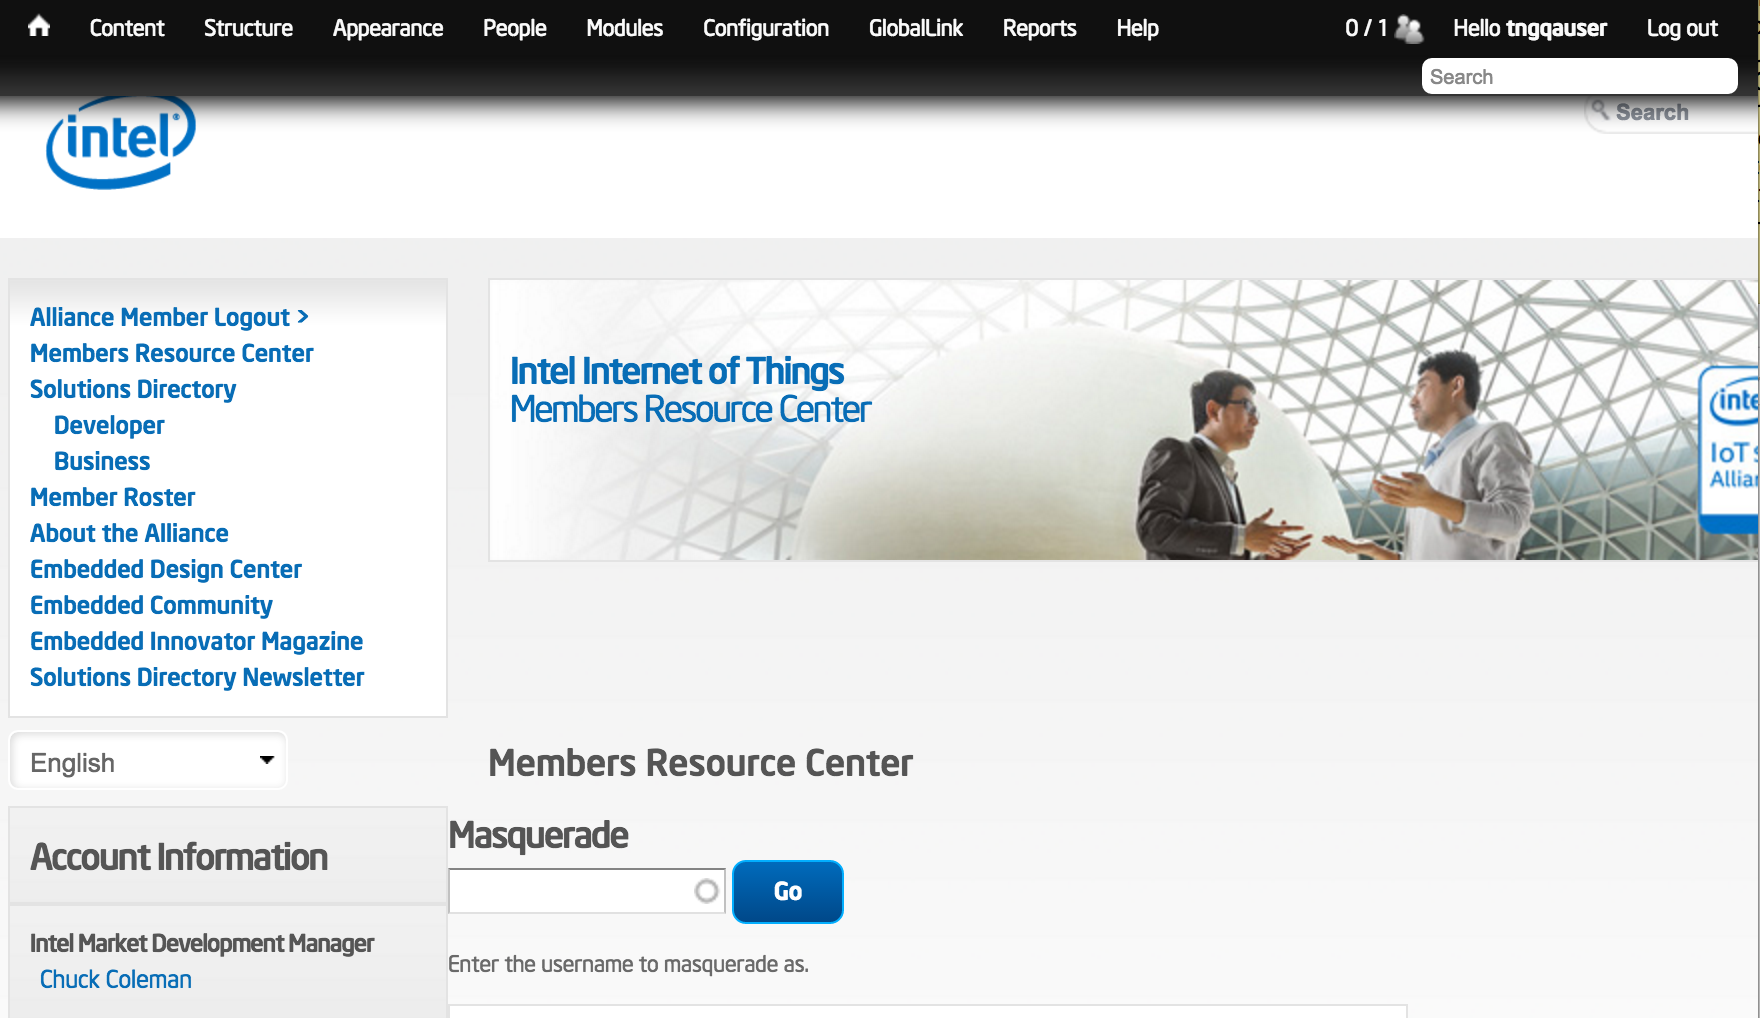 Content Structure Appearance People Modules Configuration GlobalLink Reports Help 0 / 1 Hello tngqauser Log out
Search
intel®
Search
Alliance Member Logout >
Members Resource Center
Solutions Directory
Developer
Business
Member Roster
About the Alliance
Embedded Design Center
Embedded Community
Embedded Innovator Magazine
Solutions Directory Newsletter
Intel Internet of Things
Members Resource Center
(inte
IoT s
Allian
English
Members Resource Center
Masquerade
Go
Enter the username to masquerade as.
Account Information
Intel Market Development Manager
Chuck Coleman